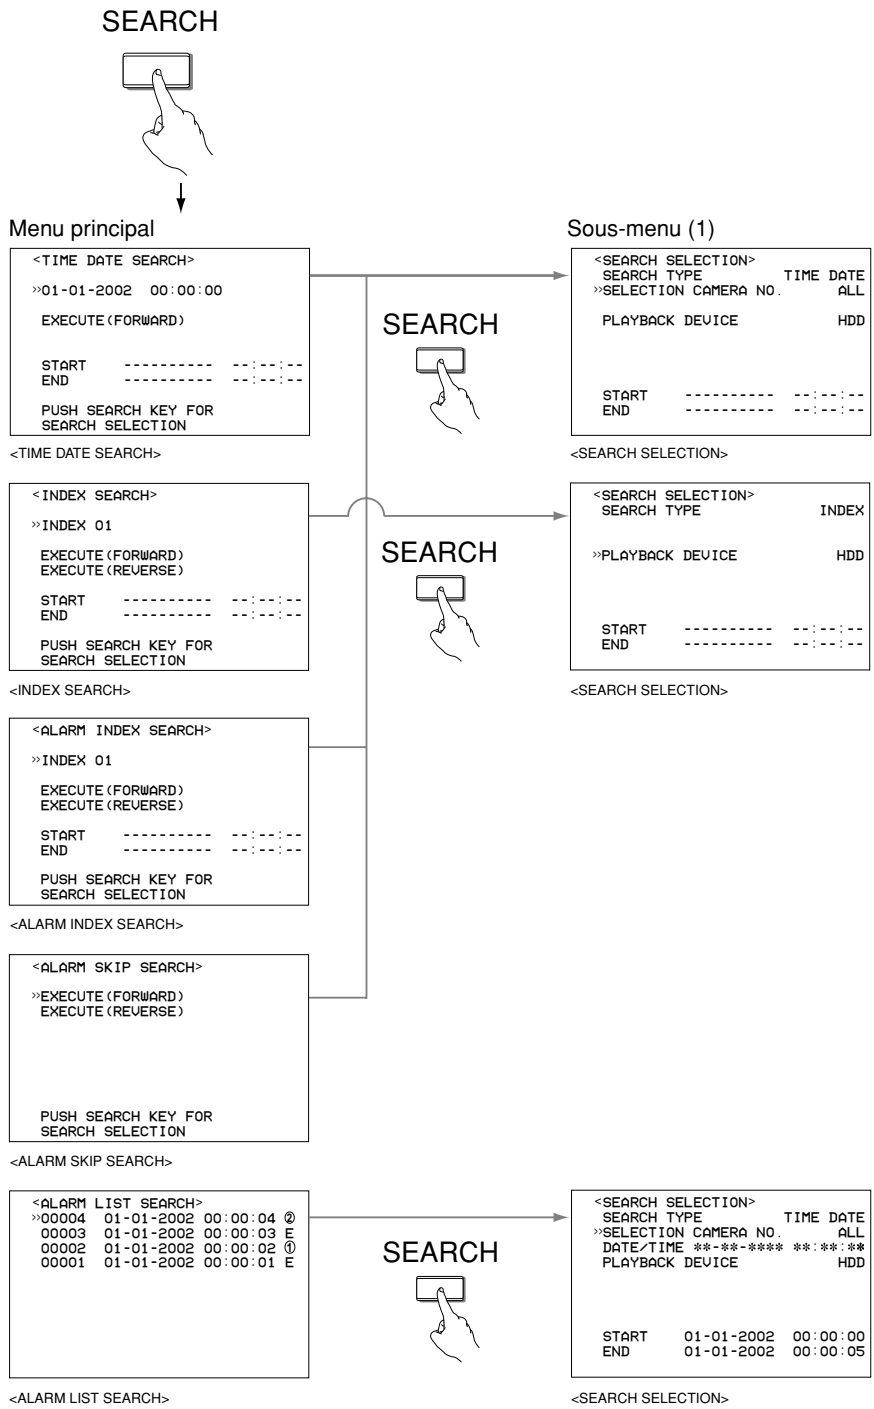 SEARCH
Menu principal
<TIME DATE SEARCH>
»01-01-2002 00:00:00
EXECUTE(FORWARD)
START ---------- --:--:--
END ---------- --:--:--
PUSH SEARCH KEY FOR
SEARCH SELECTION
<TIME DATE SEARCH>
SEARCH
Sous-menu (1)
<SEARCH SELECTION>
SEARCH TYPE TIME DATE
»SELECTION CAMERA NO. ALL
PLAYBACK DEVICE HDD
START ---------- --:--:--
END ---------- --:--:--
<SEARCH SELECTION>
<INDEX SEARCH>
»INDEX 01
EXECUTE(FORWARD)
EXECUTE(REVERSE)
START ---------- --:--:--
END ---------- --:--:--
PUSH SEARCH KEY FOR
SEARCH SELECTION
<INDEX SEARCH>
SEARCH
<SEARCH SELECTION>
SEARCH TYPE INDEX
»PLAYBACK DEVICE HDD
START ---------- --:--:--
END ---------- --:--:--
<SEARCH SELECTION>
<ALARM INDEX SEARCH>
»INDEX 01
EXECUTE(FORWARD)
EXECUTE(REVERSE)
START ---------- --:--:--
END ---------- --:--:--
PUSH SEARCH KEY FOR
SEARCH SELECTION
<ALARM INDEX SEARCH>
<ALARM SKIP SEARCH>
»EXECUTE(FORWARD)
EXECUTE(REVERSE)
PUSH SEARCH KEY FOR
SEARCH SELECTION
<ALARM SKIP SEARCH>
<ALARM LIST SEARCH>
»00004 01-01-2002 00:00:04 ②
00003 01-01-2002 00:00:03 E
00002 01-01-2002 00:00:02 ①
00001 01-01-2002 00:00:01 E
<ALARM LIST SEARCH>
SEARCH
<SEARCH SELECTION>
SEARCH TYPE TIME DATE
»SELECTION CAMERA NO. ALL
DATE/TIME **-**-**** **:**:**
PLAYBACK DEVICE HDD
START 01-01-2002 00:00:00
END 01-01-2002 00:00:05
<SEARCH SELECTION>